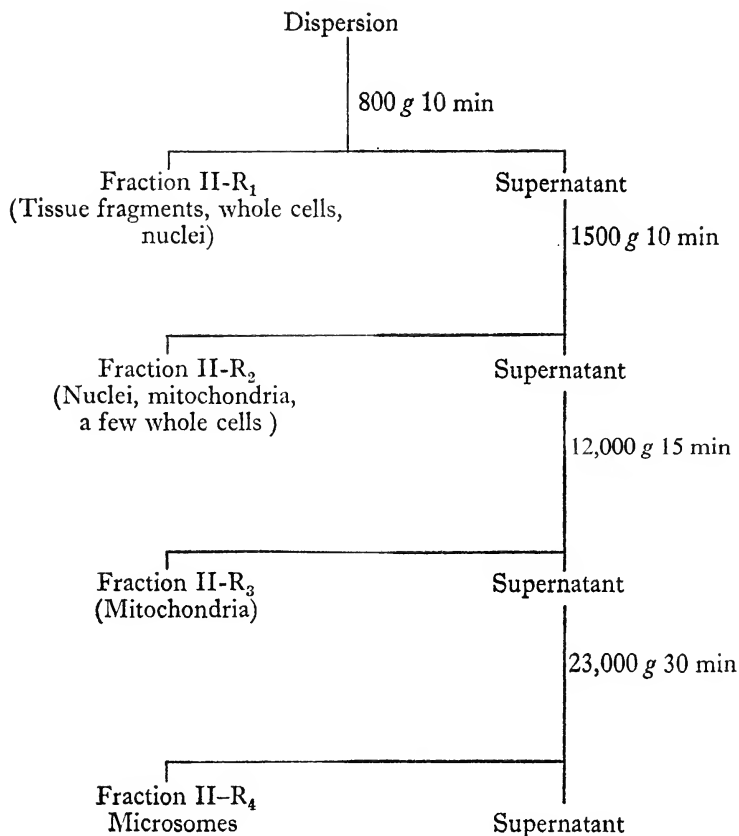 Dispersion
800 g 10 min
Fraction II-R₁
(Tissue fragments, whole cells,
nuclei)
Supernatant
1500 g 10 min
Fraction II-R₂
(Nuclei, mitochondria,
a few whole cells )
Supernatant
12,000 g 15 min
Fraction II-R₃
(Mitochondria)
Supernatant
23,000 g 30 min
Fraction II–R₄
Microsomes
Supernatant